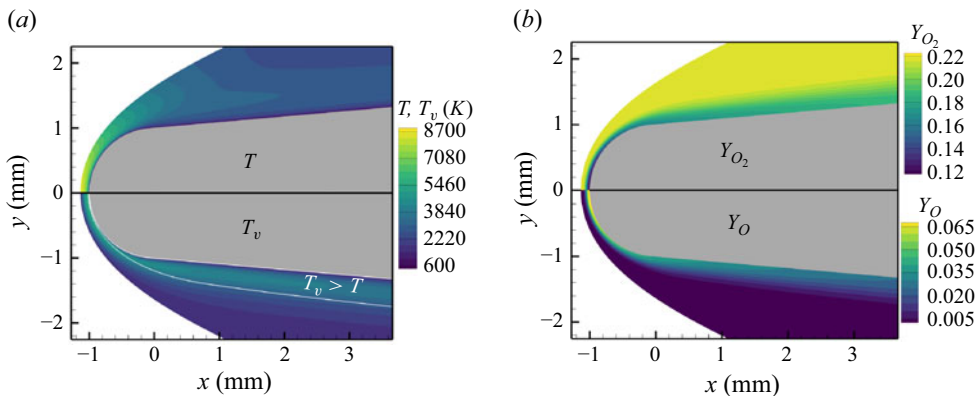 (a)
2
1
0
−1
−2
y (mm)
−1 0 1 2 3
x (mm)
T
T_v
T_v > T
T, T_v (K)
8700
7080
5460
3840
2220
600
(b)
2
1
0
−1
−2
y (mm)
−1 0 1 2 3
x (mm)
Y_{O_2}
Y_O
Y_{O_2}
0.22
0.20
0.18
0.16
0.14
0.12
Y_O
0.065
0.050
0.035
0.020
0.005